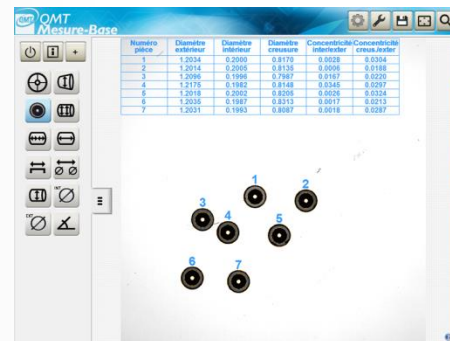 QMT
Mesure-Base
Numéro pièce Diamètre extérieur Diamètre intérieur Diamètre creusure Concentricité inter/exter Concentricité creus./exter
1 1.2034 0.2000 0.8170 0.0028 0.0304
2 1.2014 0.2005 0.8135 0.0006 0.0188
3 1.2096 0.1996 0.7987 0.0167 0.0220
4 1.2175 0.1982 0.8148 0.0345 0.0297
5 1.2018 0.2002 0.8205 0.0026 0.0324
6 1.2035 0.1987 0.8313 0.0017 0.0213
7 1.2031 0.1993 0.8087 0.0018 0.0287
1
2
3
4
5
6
7
INT
EXT